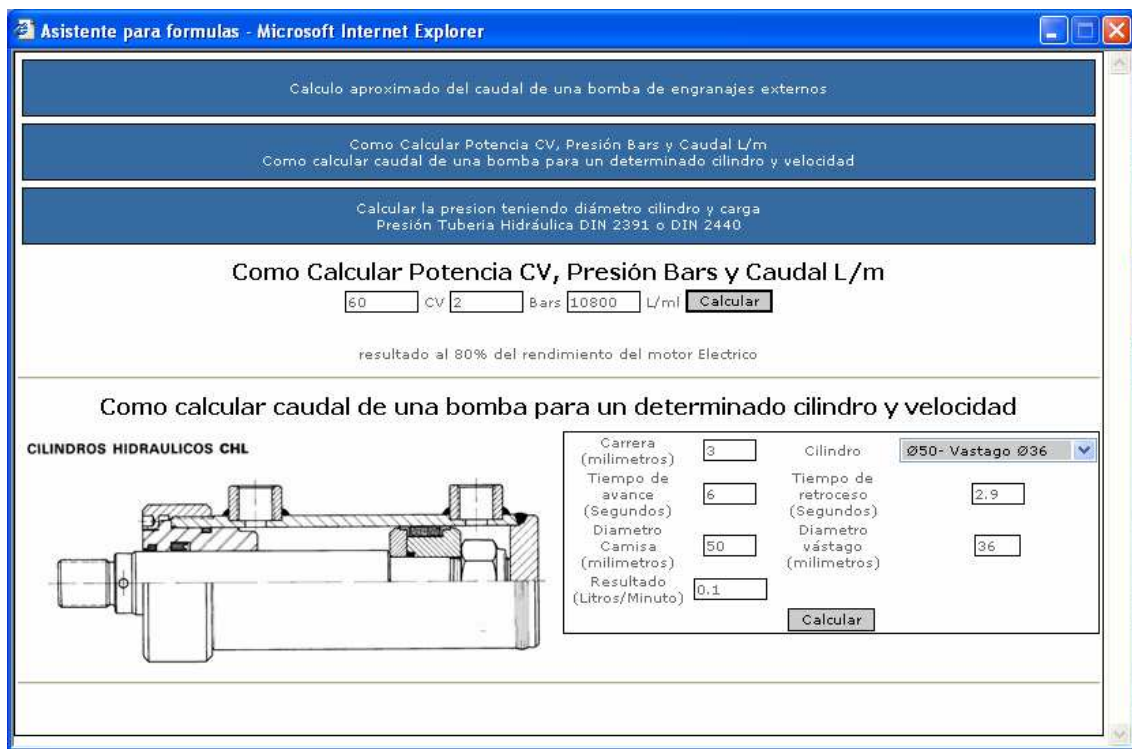 Asistente para formulas - Microsoft Internet Explorer
Calculo aproximado del caudal de una bomba de engranajes externos
Como Calcular Potencia CV, Presión Bars y Caudal L/m
Como calcular caudal de una bomba para un determinado cilindro y velocidad
Calcular la presion teniendo diámetro cilindro y carga
Presión Tuberia Hidráulica DIN 2391 o DIN 2440
Como Calcular Potencia CV, Presión Bars y Caudal L/m
60 CV 2 Bars 10800 L/ml Calcular
resultado al 80% del rendimiento del motor Electrico
Como calcular caudal de una bomba para un determinado cilindro y velocidad
CILINDROS HIDRAULICOS CHL
Carrera
(milimetros)
3
Cilindro
Ø50- Vastago Ø36
Tiempo de
avance
(Segundos)
6
Tiempo de
retroceso
(Segundos)
2.9
Diametro
Camisa
(milimetros)
50
Diametro
vástago
(milimetros)
36
Resultado
(Litros/Minuto)
0.1
Calcular